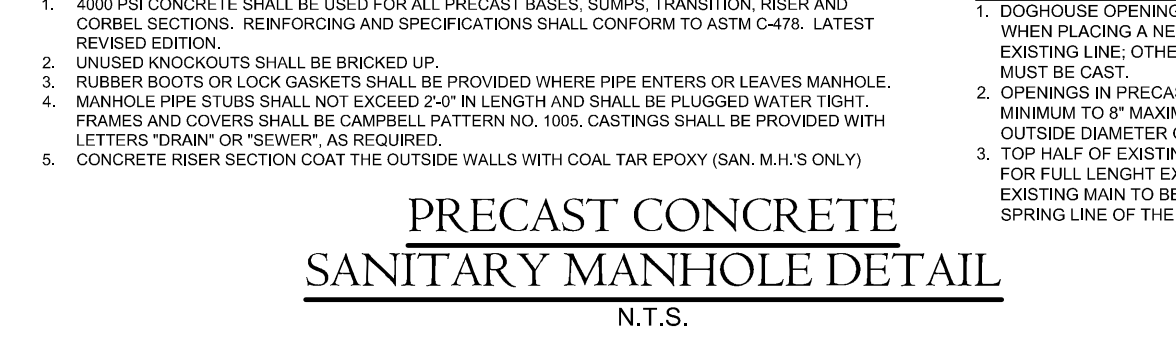 1. 4000 PSI CONCRETE SHALL BE USED FOR ALL PRECAST BASES, SUMPS, TRANSITION, RISER AND
CORBEL SECTIONS. REINFORCING AND SPECIFICATIONS SHALL CONFORM TO ASTM C-478. LATEST
REVISED EDITION.
2. UNUSED KNOCKOUTS SHALL BE BRICKED UP.
3. RUBBER BOOTS OR LOCK GASKETS SHALL BE PROVIDED WHERE PIPE ENTERS OR LEAVES MANHOLE.
4. MANHOLE PIPE STUBS SHALL NOT EXCEED 2'-0" IN LENGTH AND SHALL BE PLUGGED WATER TIGHT.
FRAMES AND COVERS SHALL BE CAMPBELL PATTERN NO. 1005. CASTINGS SHALL BE PROVIDED WITH
LETTERS "DRAIN" OR "SEWER", AS REQUIRED.
5. CONCRETE RISER SECTION COAT THE OUTSIDE WALLS WITH COAL TAR EPOXY (SAN. M.H.'S ONLY)
1. DOGHOUSE OPENING
WHEN PLACING A NE
EXISTING LINE; OTHE
MUST BE CAST.
2. OPENINGS IN PRECA
MINIMUM TO 8" MAXI
OUTSIDE DIAMETER
3. TOP HALF OF EXISTIN
FOR FULL LENGHT EX
EXISTING MAIN TO BE
SPRING LINE OF THE
PRECAST CONCRETE
SANITARY MANHOLE DETAIL
N.T.S.